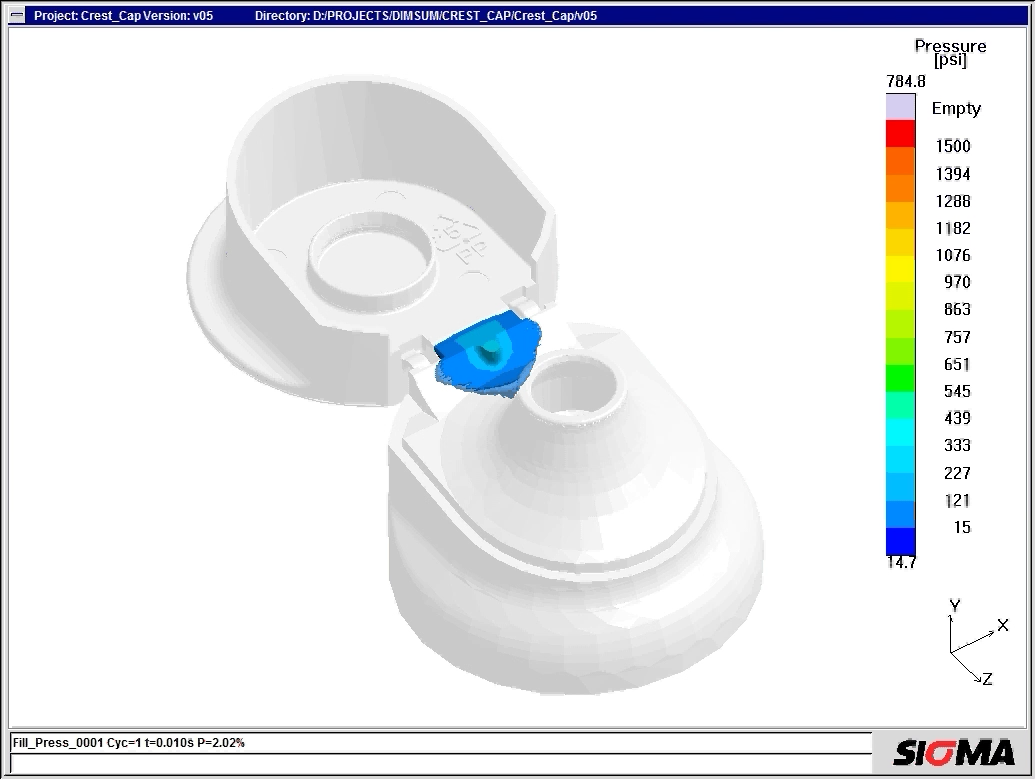 Project: Crest_Cap Version: v05 Directory: D:/PROJECTS/DIMSUM/CREST_CAP/Crest_Cap/v05
Pressure
[psi]
784.8
Empty
1500
1394
1288
1182
1076
970
863
757
651
545
439
333
227
121
15
14.7
Y
X
Z
Fill_Press_0001 Cyc=1 t=0.010s P=2.02%
SIGMA